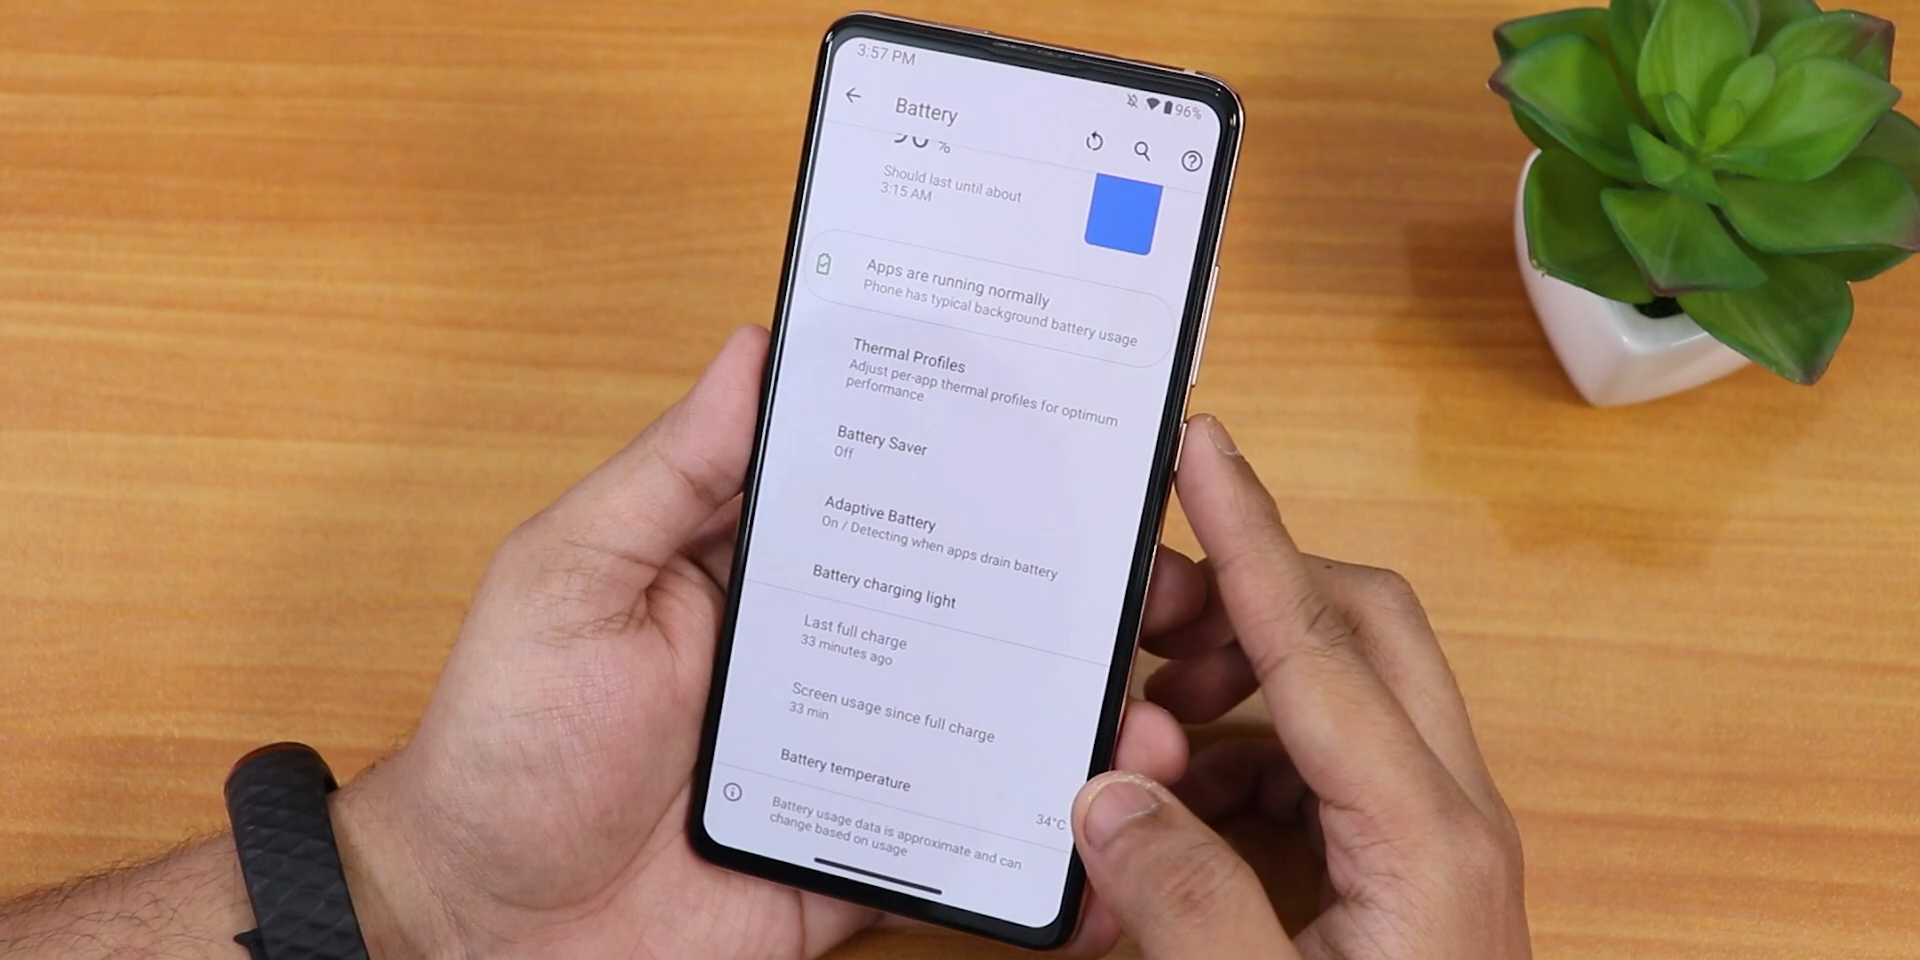 3:57 PM
96%
Battery
%
Should last until about
3:15 AM
Apps are running normally
Phone has typical background battery usage
Thermal Profiles
Adjust per-app thermal profiles for optimum
performance
Battery Saver
Off
Adaptive Battery
On / Detecting when apps drain battery
Battery charging light
Last full charge
33 minutes ago
Screen usage since full charge
33 min
Battery temperature
34°C
Battery usage data is approximate and can
change based on usage